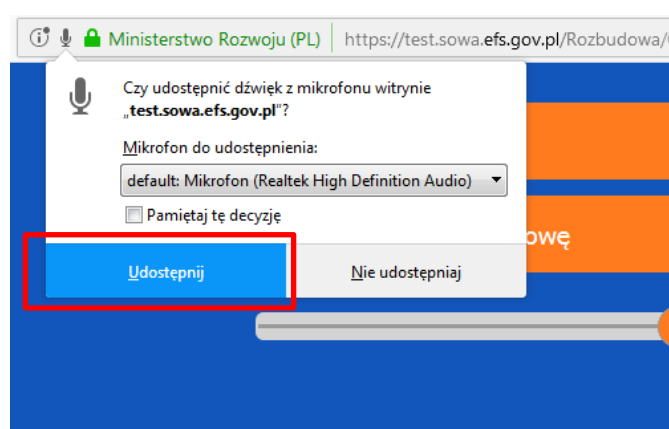 Ministerstwo Rozwoju (PL) https://test.sowa.efs.gov.pl/Rozbudowa/
Czy udostępnić dźwięk z mikrofonu witrynie
„test.sowa.efs.gov.pl”?
Mikrofon do udostępnienia:
default: Mikrofon (Realtek High Definition Audio)
Pamiętaj tę decyzję
owę
Udostępnij Nie udostępniaj